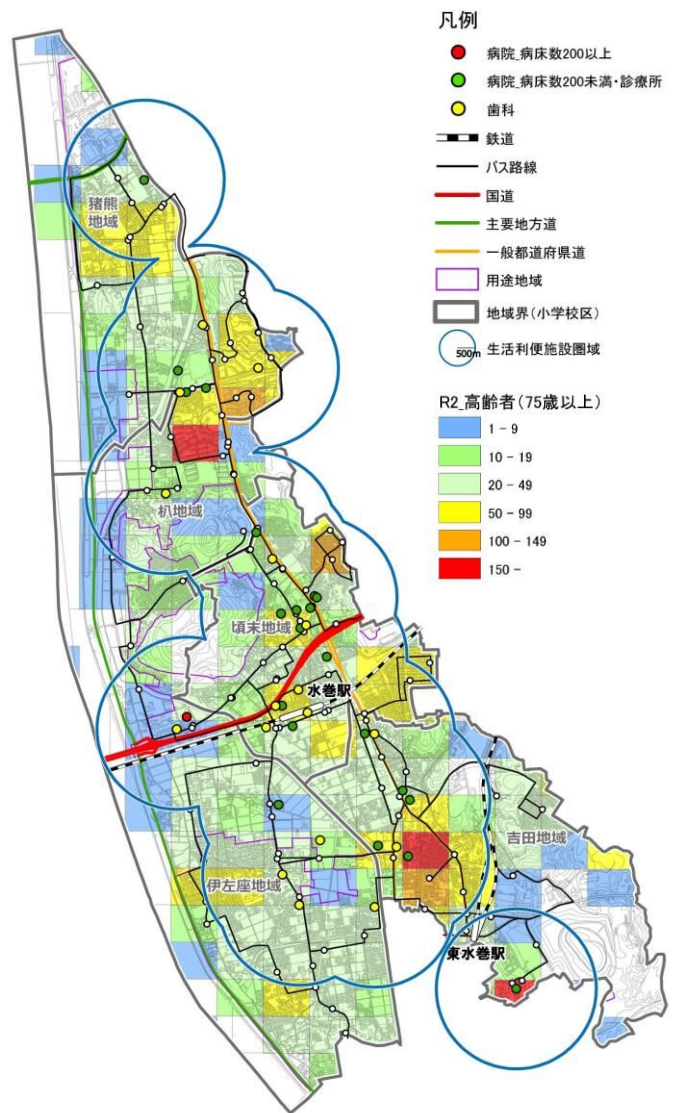 凡例
病院_病床数200以上
病院_病床数200未満・診療所
歯科
鉄道
バス路線
国道
主要地方道
一般都道府県道
用途地域
地域界(小学校区)
500m
生活利便施設圏域
R2_高齢者(75歳以上)
1 - 9
10 - 19
20 - 49
50 - 99
100 - 149
150 -
猪熊
地域
机地域
頃末地域
水巻駅
吉田地域
伊左座地域
東水巻駅